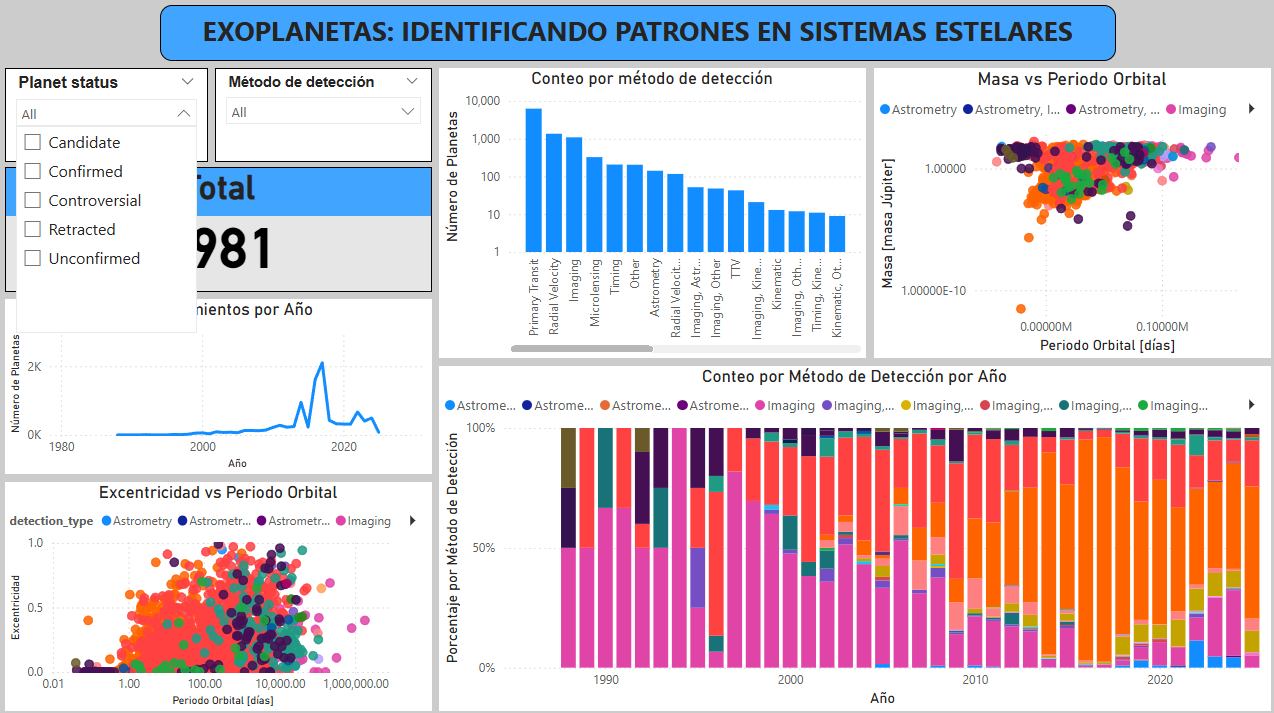 EXOPLANETAS: IDENTIFICANDO PATRONES EN SISTEMAS ESTELARES
Planet status
All
Candidate
Confirmed
Controversial
Retracted
Unconfirmed
Método de detección
All
Total
981
mientos por Año
Número de Planetas
2K
0K
1980
2000
2020
Año
Excentricidad vs Periodo Orbital
detection_type
Astrometry
Astrometr...
Astrometr...
Imaging
Excentricidad
1.0
0.5
0.0
0.01
1.00
100.00
10,000.00
1,000,000.00
Periodo Orbital [días]
Conteo por método de detección
Número de Planetas
10,000
1,000
100
10
1
Primary Transit
Radial Velocity
Imaging
Microlensing
Timing
Other
Astrometry
Radial Velocit...
Imaging, Astr...
Imaging, Other
TTV
Imaging, Kine...
Kinematic
Imaging, Oth...
Timing, Kine...
Kinematic, Ot...
Masa vs Periodo Orbital
Astrometry
Astrometry, I...
Astrometry, ...
Imaging
Masa [masa Júpiter]
1.00000
1.00000E-10
0.00000M
0.10000M
Periodo Orbital [días]
Conteo por Método de Detección por Año
Astrome...
Astrome...
Astrome...
Astrome...
Imaging
Imaging,...
Imaging,...
Imaging,...
Imaging,...
Imaging...
Porcentaje por Método de Detección
100%
50%
0%
1990
2000
2010
2020
Año